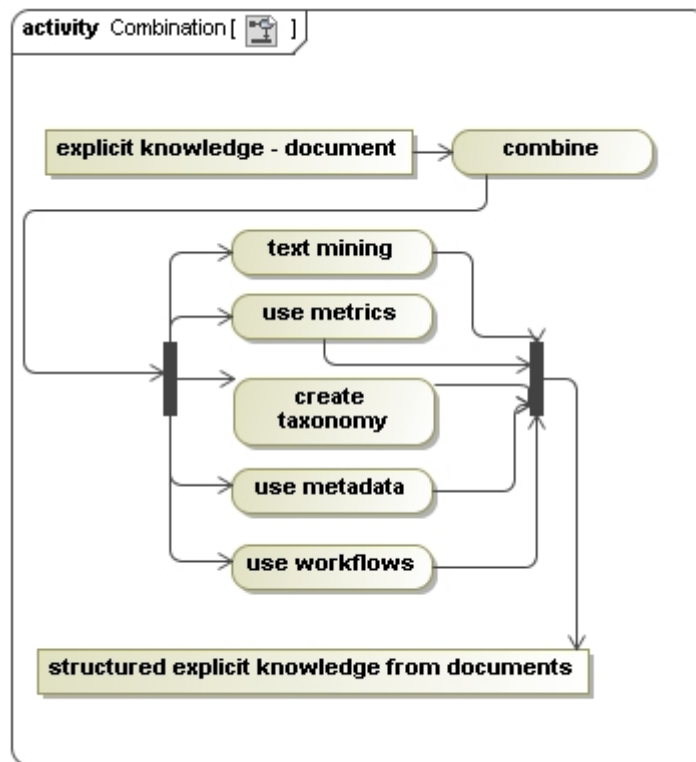 activity Combination [ ]
explicit knowledge - document
combine
text mining
use metrics
create
taxonomy
use metadata
use workflows
structured explicit knowledge from documents